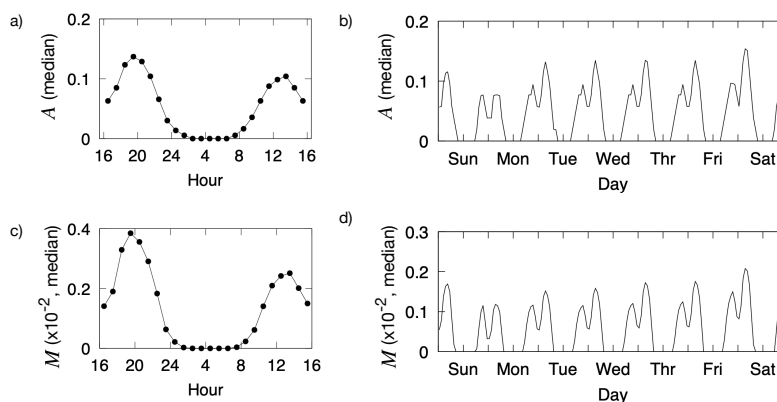 a)
A (median)
0.2
0.1
0
16 20 24 4 8 12 16
Hour
b)
A (median)
0.2
0.1
0
Sun Mon Tue Wed Thr Fri Sat
Day
c)
M (x10-2, median)
0.4
0.2
0
16 20 24 4 8 12 16
Hour
d)
M (x10-2, median)
0.3
0.2
0.1
0
Sun Mon Tue Wed Thr Fri Sat
Day